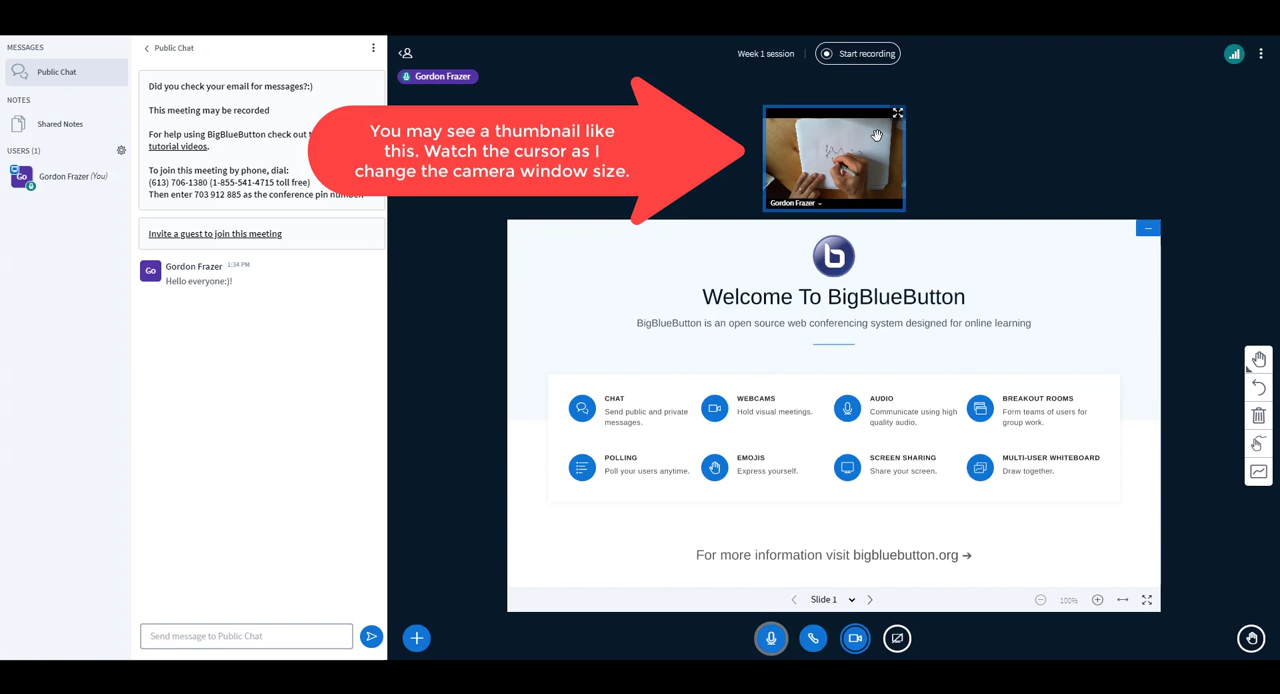 MESSAGES
Public Chat
NOTES
Shared Notes
USERS (1)
Go
Gordon Frazer (You)
Public Chat
Did you check your email for messages?:)
This meeting may be recorded
For help using BigBlueButton check out t
tutorial videos.
To join this meeting by phone, dial:
(613) 706-1380 (1-855-541-4715 toll free)
Then enter 703 912 885 as the conference pin number
Invite a guest to join this meeting
Go
Gordon Frazer 1:34 PM
Hello everyone:)!
Send message to Public Chat
Week 1 session
Start recording
Gordon Frazer
You may see a thumbnail like
this. Watch the cursor as I
change the camera window size.
Gordon Frazer
b
Welcome To BigBlueButton
BigBlueButton is an open source web conferencing system designed for online learning
CHAT
Send public and private
messages.
WEBCAMS
Hold visual meetings.
AUDIO
Communicate using high
quality audio.
BREAKOUT ROOMS
Form teams of users for
group work.
POLLING
Poll your users anytime.
EMOJIS
Express yourself.
SCREEN SHARING
Share your screen.
MULTI-USER WHITEBOARD
Draw together.
For more information visit bigbluebutton.org →
Slide 1
100%